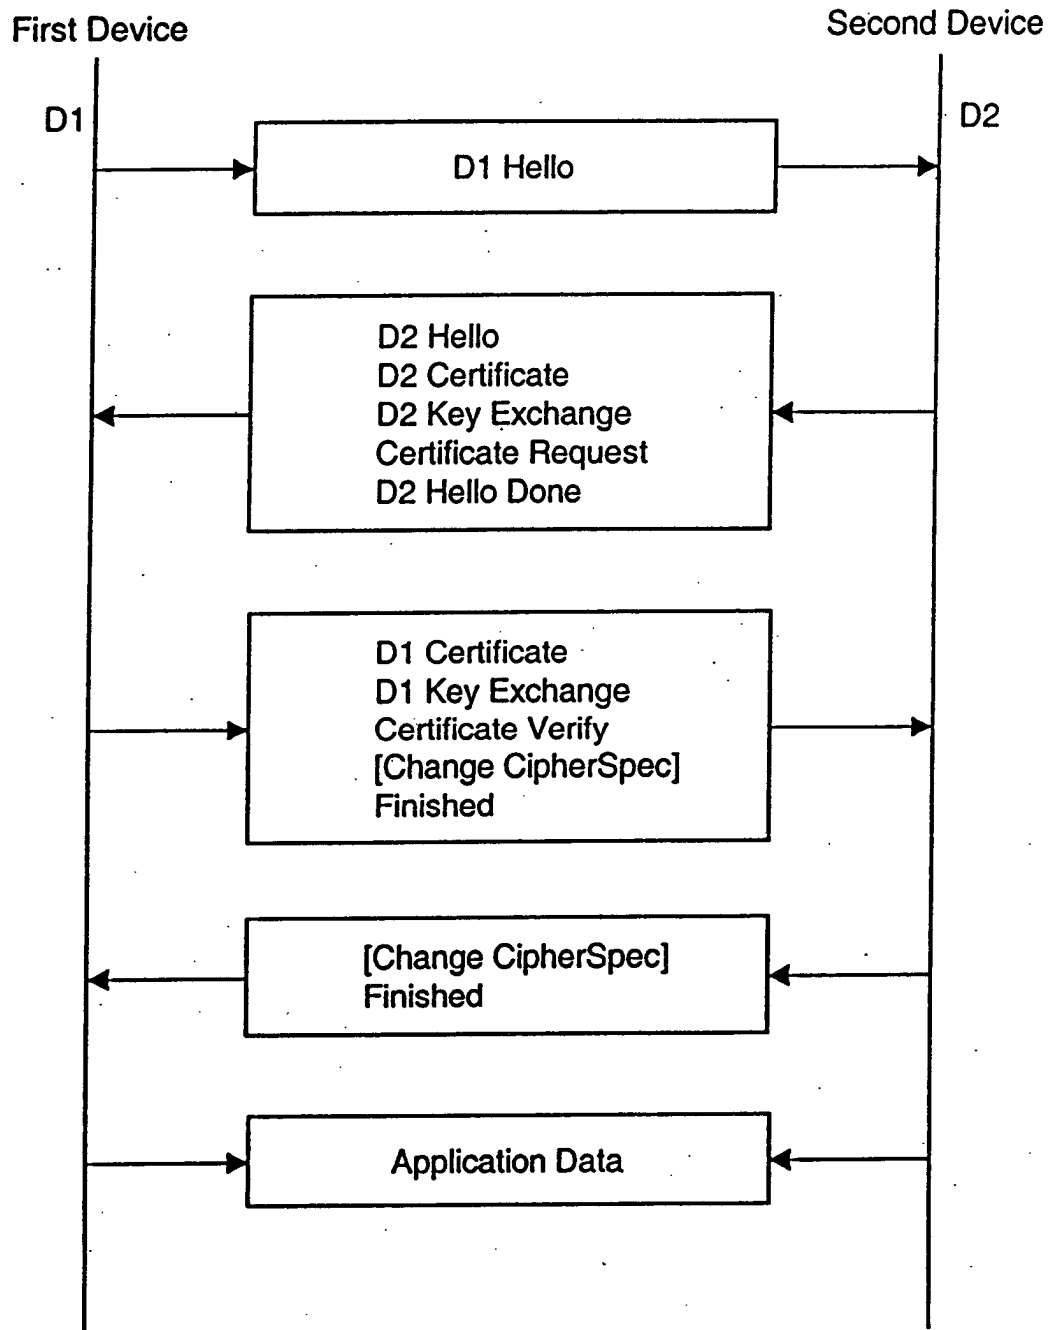 First Device
Second Device
D1
D2
D1 Hello
D2 Hello
D2 Certificate
D2 Key Exchange
Certificate Request
D2 Hello Done
D1 Certificate
D1 Key Exchange
Certificate Verify
[Change CipherSpec]
Finished
[Change CipherSpec]
Finished
Application Data